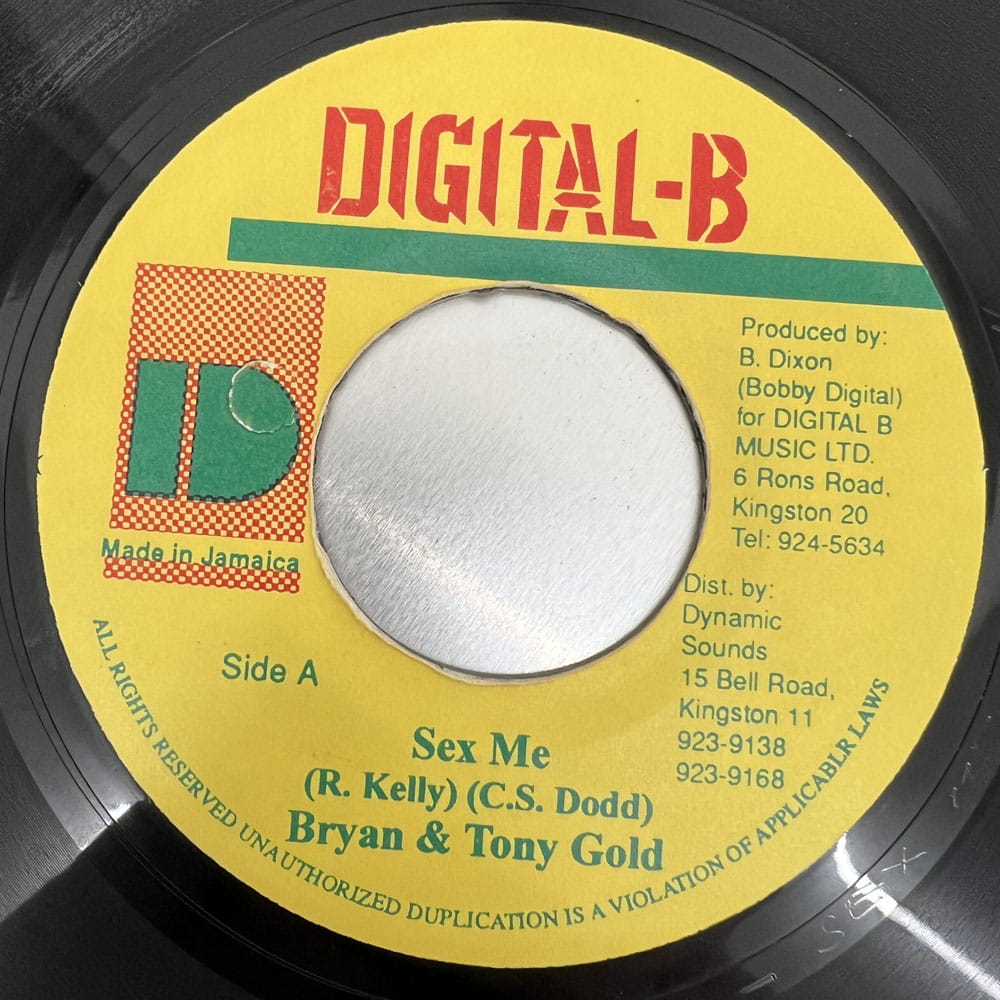 DIGITAL-B
Produced by:
B. Dixon
(Bobby Digital)
for DIGITAL B
MUSIC LTD.
6 Rons Road,
Kingston 20
Tel: 924-5634
D
Made in Jamaica
Dist. by:
Dynamic
Sounds
15 Bell Road,
Kingston 11
923-9138
923-9168
Side A
Sex Me
(R. Kelly) (C.S. Dodd)
Bryan & Tony Gold
ALL RIGHTS RESERVED UNAUTHORIZED DUPLICATION IS A VIOLATION OF APPLICABLR LAWS